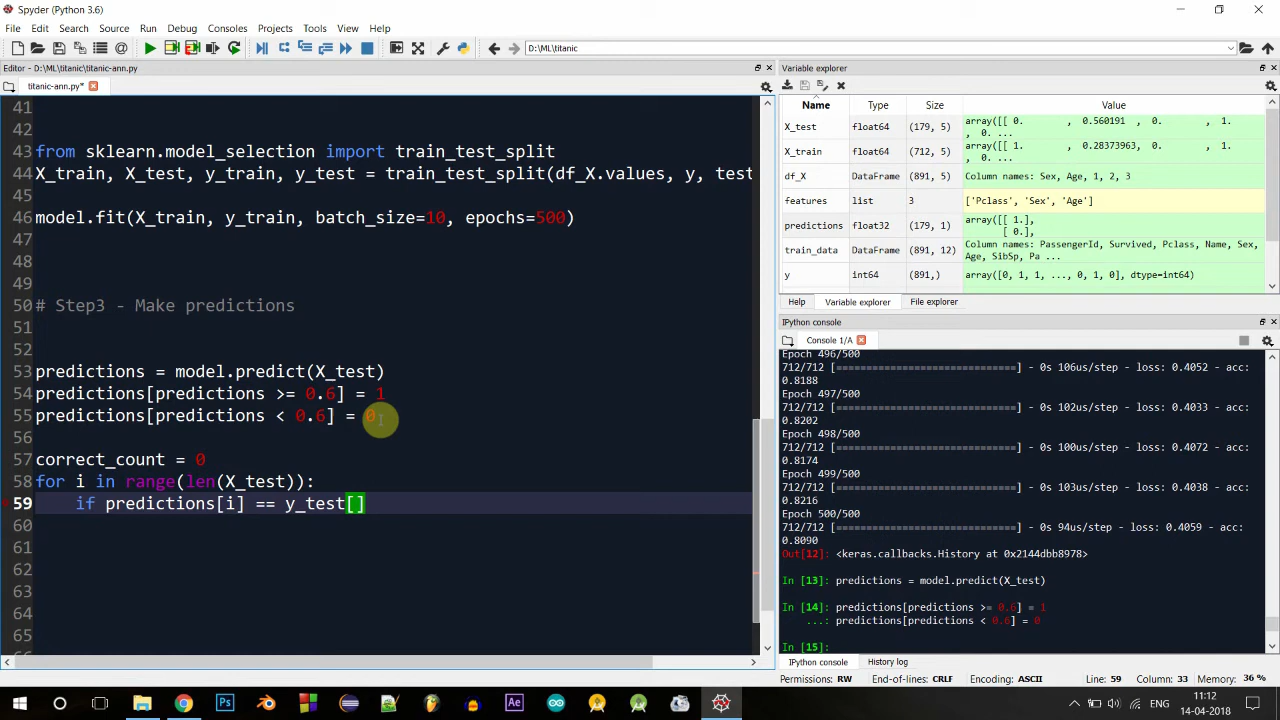 Spyder (Python 3.6)
File Edit Search Source Run Debug Consoles Projects Tools View Help
D:\ML\titanic
Editor - D:\ML\titanic\titanic-ann.py
titanic-ann.py*
41
42
43 from sklearn.model_selection import train_test_split
44 X_train, X_test, y_train, y_test = train_test_split(df_X.values, y, test
45
46 model.fit(X_train, y_train, batch_size=10, epochs=500)
47
48
49
50 # Step3 - Make predictions
51
52
53 predictions = model.predict(X_test)
54 predictions[predictions >= 0.6] = 1
55 predictions[predictions < 0.6] = 0
56
57 correct_count = 0
58 for i in range(len(X_test)):
59 if predictions[i] == y_test[]
60
61
62
63
64
65
Variable explorer
Name Type Size Value
X_test float64 (179, 5) array([[ 0. , 0.560191 , 0. , 1.
, 0. ...
X_train float64 (712, 5) array([[ 1. , 0.28373963, 0. , 1.
, 0. ...
df_X DataFrame (891, 5) Column names: Sex, Age, 1, 2, 3
features list 3 ['Pclass', 'Sex', 'Age']
predictions float32 (179, 1) array([[ 1.],
[ 0.],
train_data DataFrame (891, 12) Column names: PassengerId, Survived, Pclass, Name, Sex,
Age, SibSp, Pa ...
y int64 (891,) array([0, 1, 1, ..., 0, 1, 0], dtype=int64)
Help Variable explorer File explorer
IPython console
Console 1/A
Epoch 496/500
712/712 [==============================] - 0s 106us/step - loss: 0.4052 - acc:
0.8188
Epoch 497/500
712/712 [==============================] - 0s 102us/step - loss: 0.4033 - acc:
0.8202
Epoch 498/500
712/712 [==============================] - 0s 100us/step - loss: 0.4072 - acc:
0.8174
Epoch 499/500
712/712 [==============================] - 0s 103us/step - loss: 0.4038 - acc:
0.8216
Epoch 500/500
712/712 [==============================] - 0s 94us/step - loss: 0.4059 - acc:
0.8090
Out[12]: <keras.callbacks.History at 0x2144dbb8978>
In [13]: predictions = model.predict(X_test)
In [14]: predictions[predictions >= 0.6] = 1
...: predictions[predictions < 0.6] = 0
In [15]:
IPython console History log
Permissions: RW End-of-lines: CRLF Encoding: ASCII Line: 59 Column: 33 Memory: 36 %
Ps Ae ENG 11:12
14-04-2018